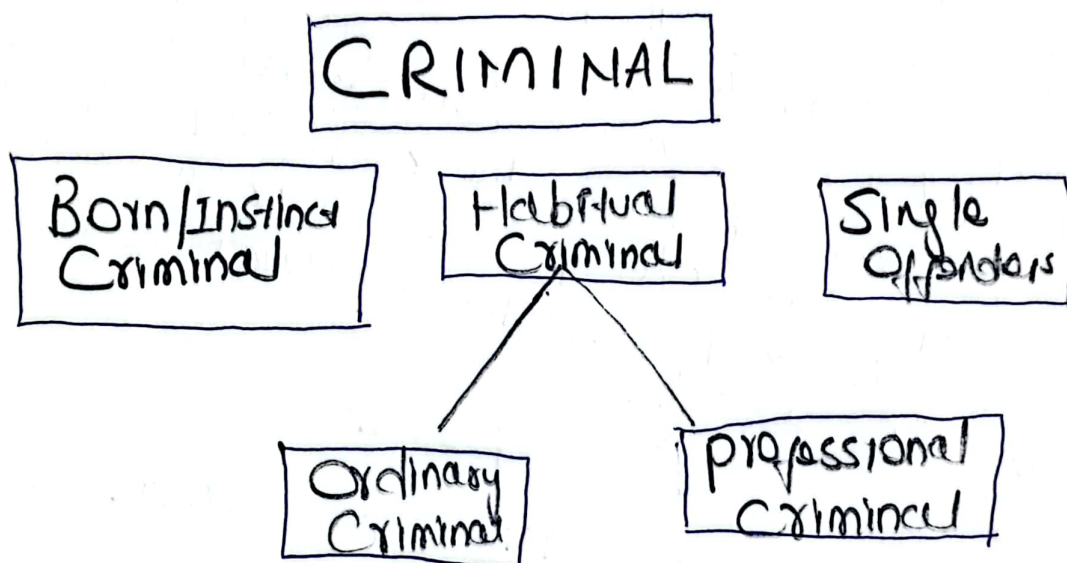 CRIMINAL
Born/Instinct
Criminal
Habitual
Criminal
Single
Offenders
Ordinary
Criminal
Professional
Criminal